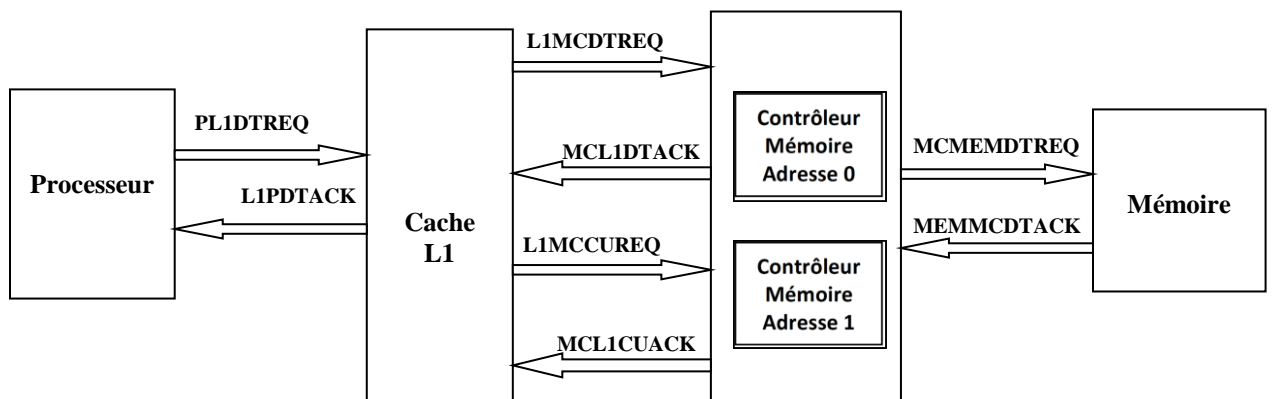 Processeur
PL1DTREQ
L1PDTACK
Cache
L1
L1MCDTREQ
MCL1DTACK
L1MCCUREQ
MCL1CUACK
Contrôleur
Mémoire
Adresse 0
Contrôleur
Mémoire
Adresse 1
MCMEMDTREQ
MEMMCDTACK
Mémoire